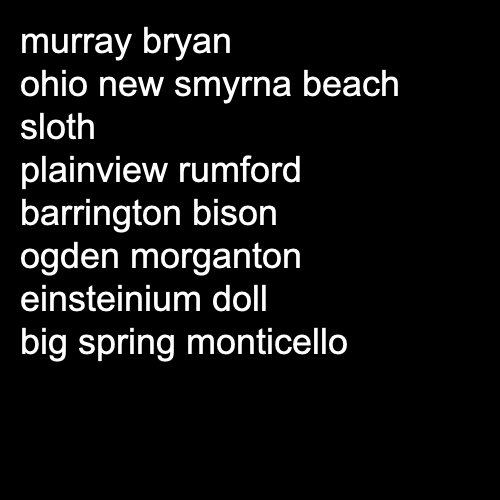 murray bryan
ohio new smyrna beach
sloth
plainview rumford
barrington bison
ogden morganton
einsteinium doll
big spring monticello